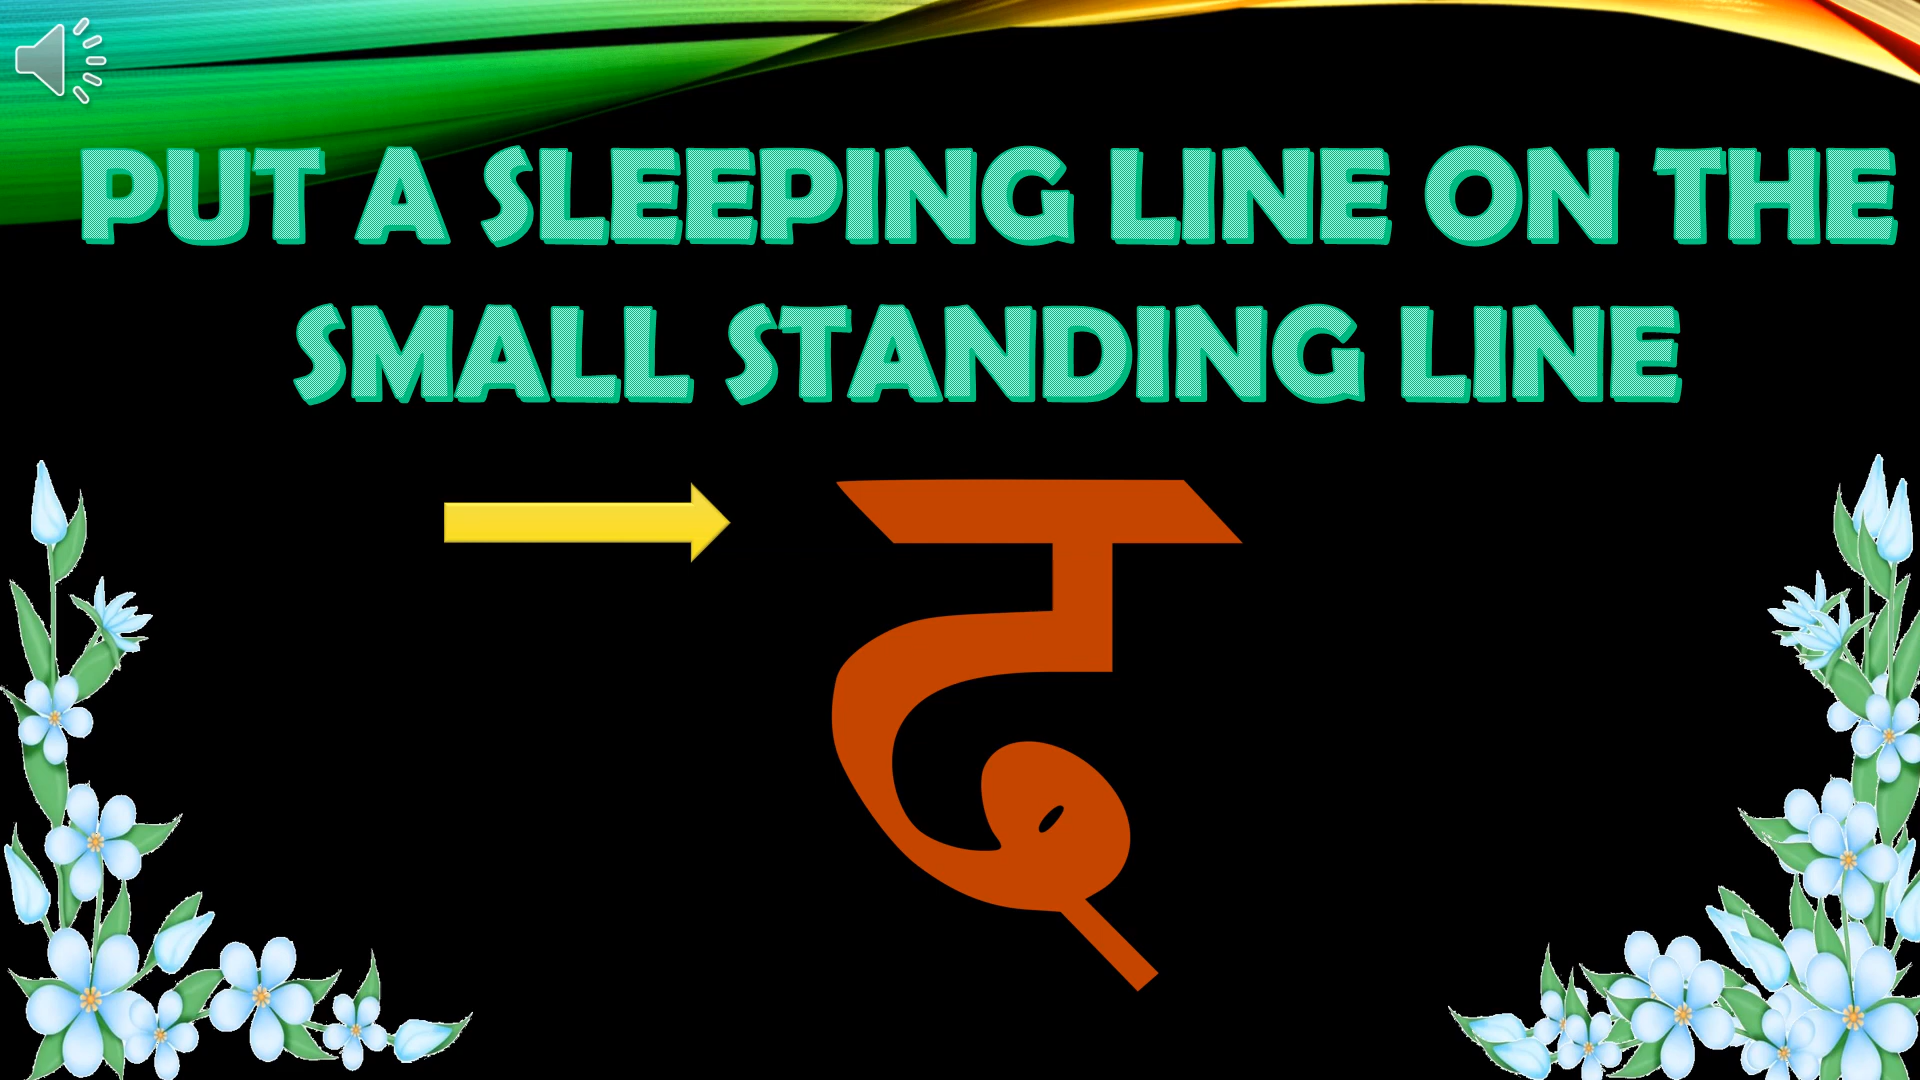 PUT A SLEEPING LINE ON THE
SMALL STANDING LINE
द